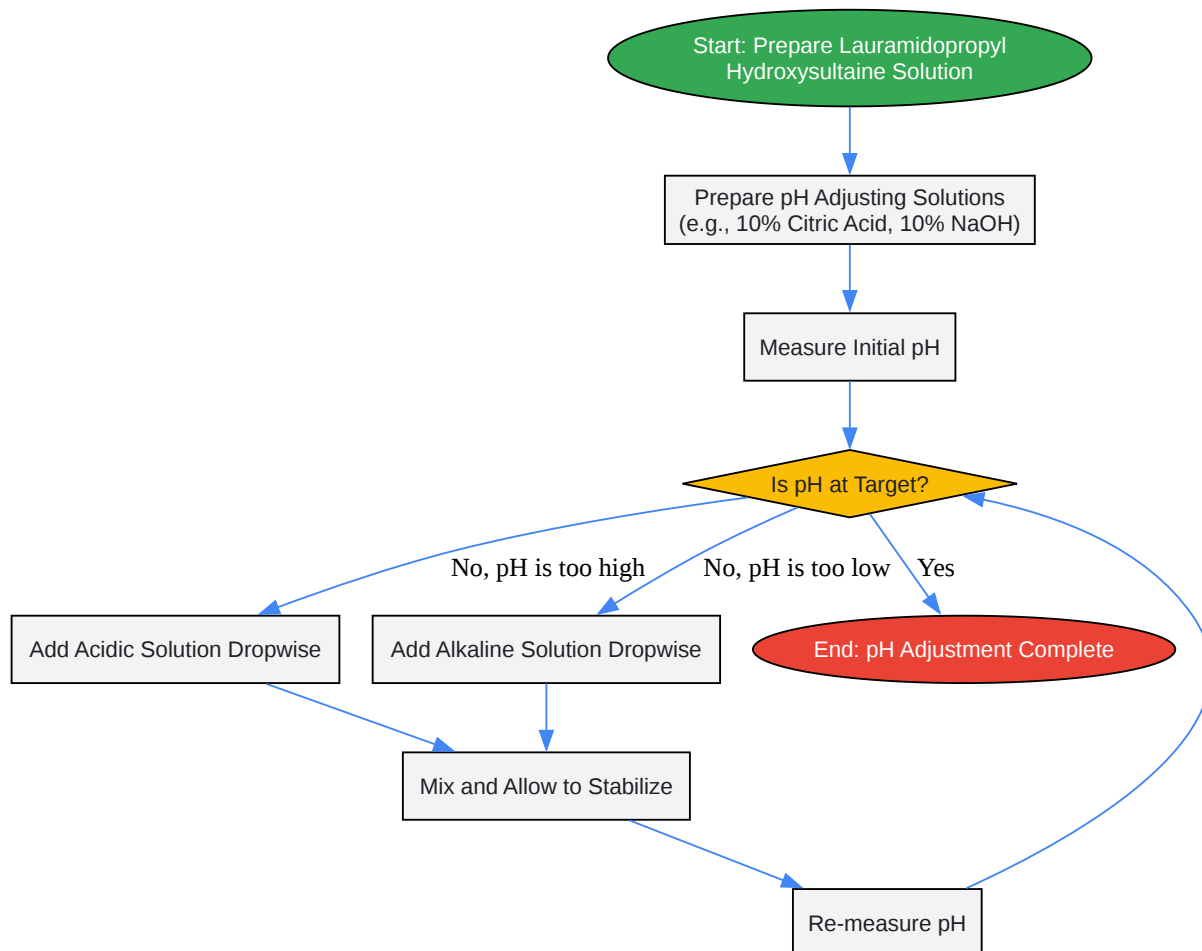 Start: Prepare Lauramidopropyl
Hydroxysultaine Solution
Prepare pH Adjusting Solutions
(e.g., 10% Citric Acid, 10% NaOH)
Measure Initial pH
Is pH at Target?
No, pH is too high
No, pH is too low
Yes
Add Acidic Solution Dropwise
Add Alkaline Solution Dropwise
End: pH Adjustment Complete
Mix and Allow to Stabilize
Re-measure pH